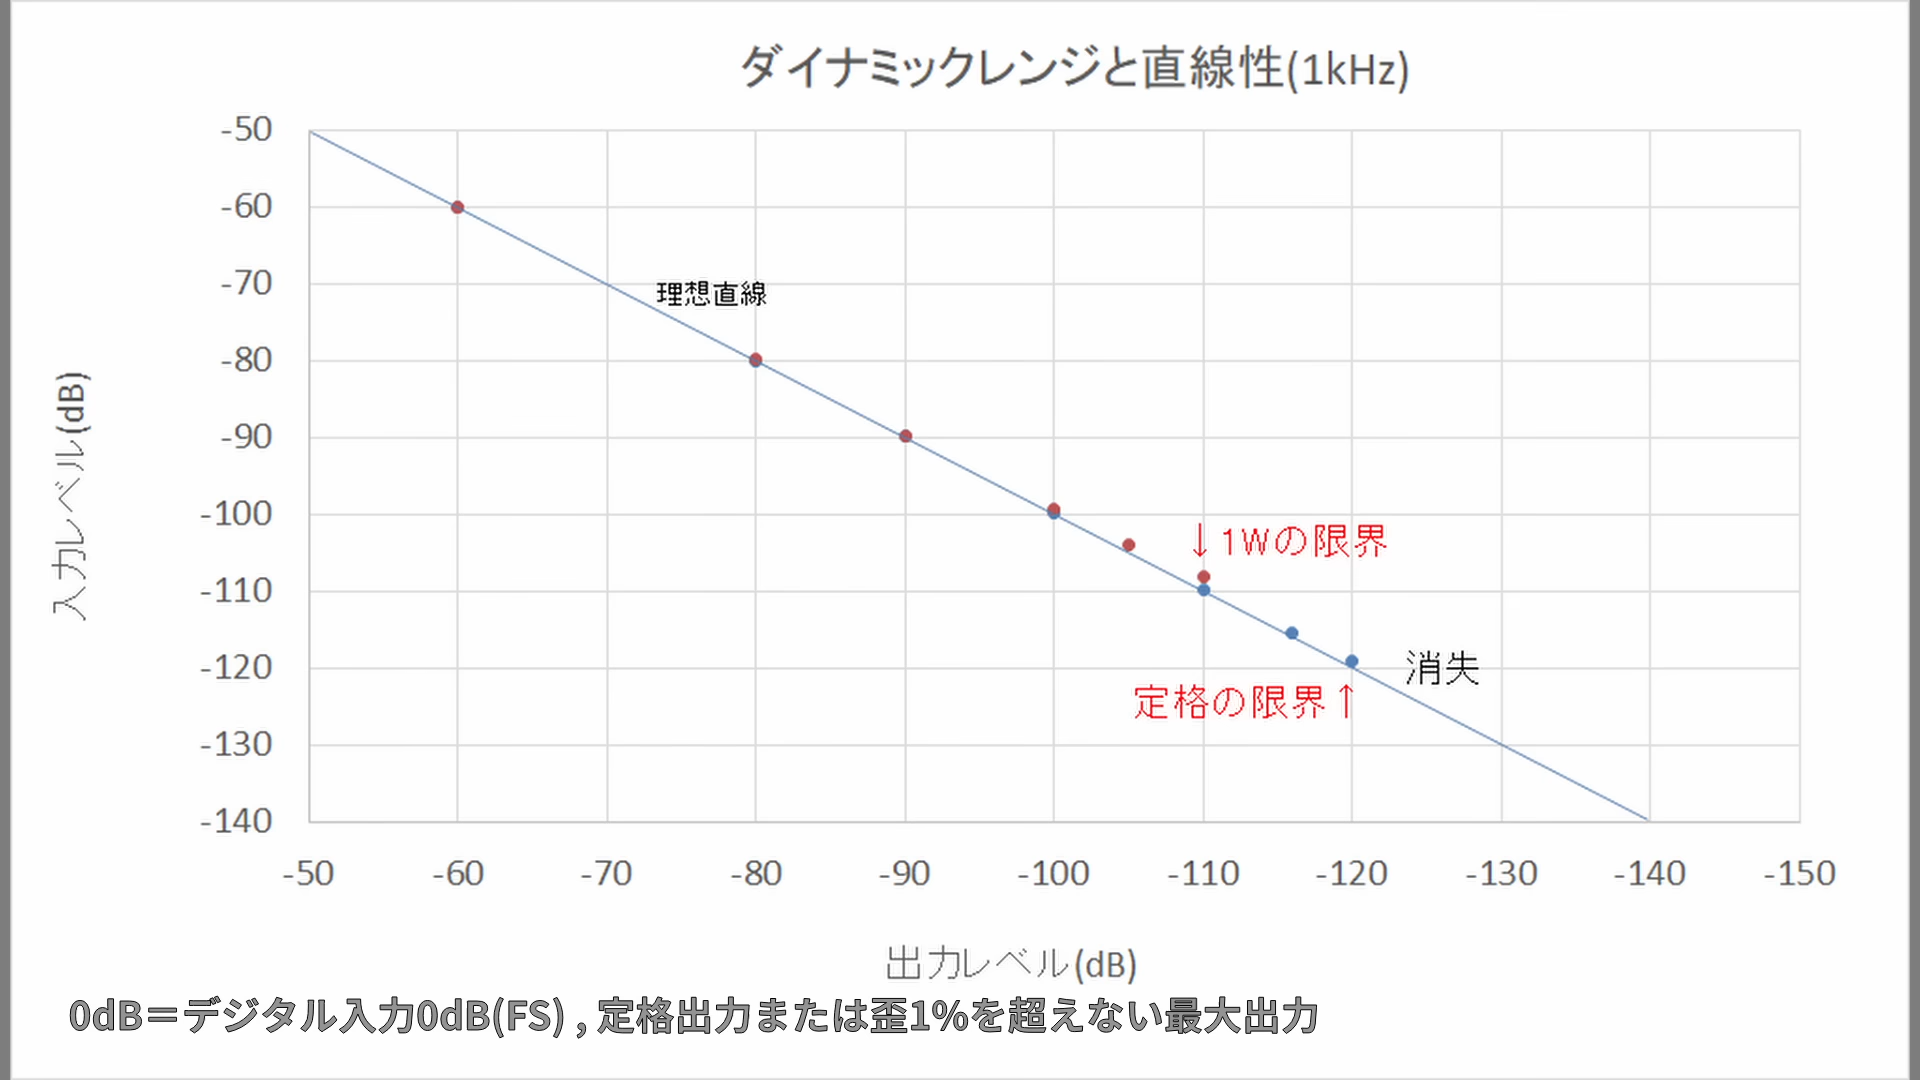 ダイナミックレンジと直線性(1kHz)
-50
-60
-70
理想直線
-80
-90
-100
↓1Wの限界
-110
-120
消失
定格の限界↑
-130
-140
入力レベル(dB)
-50 -60 -70 -80 -90 -100 -110 -120 -130 -140 -150
出力レベル(dB)
0dB＝デジタル入力0dB(FS) , 定格出力または歪1%を超えない最大出力